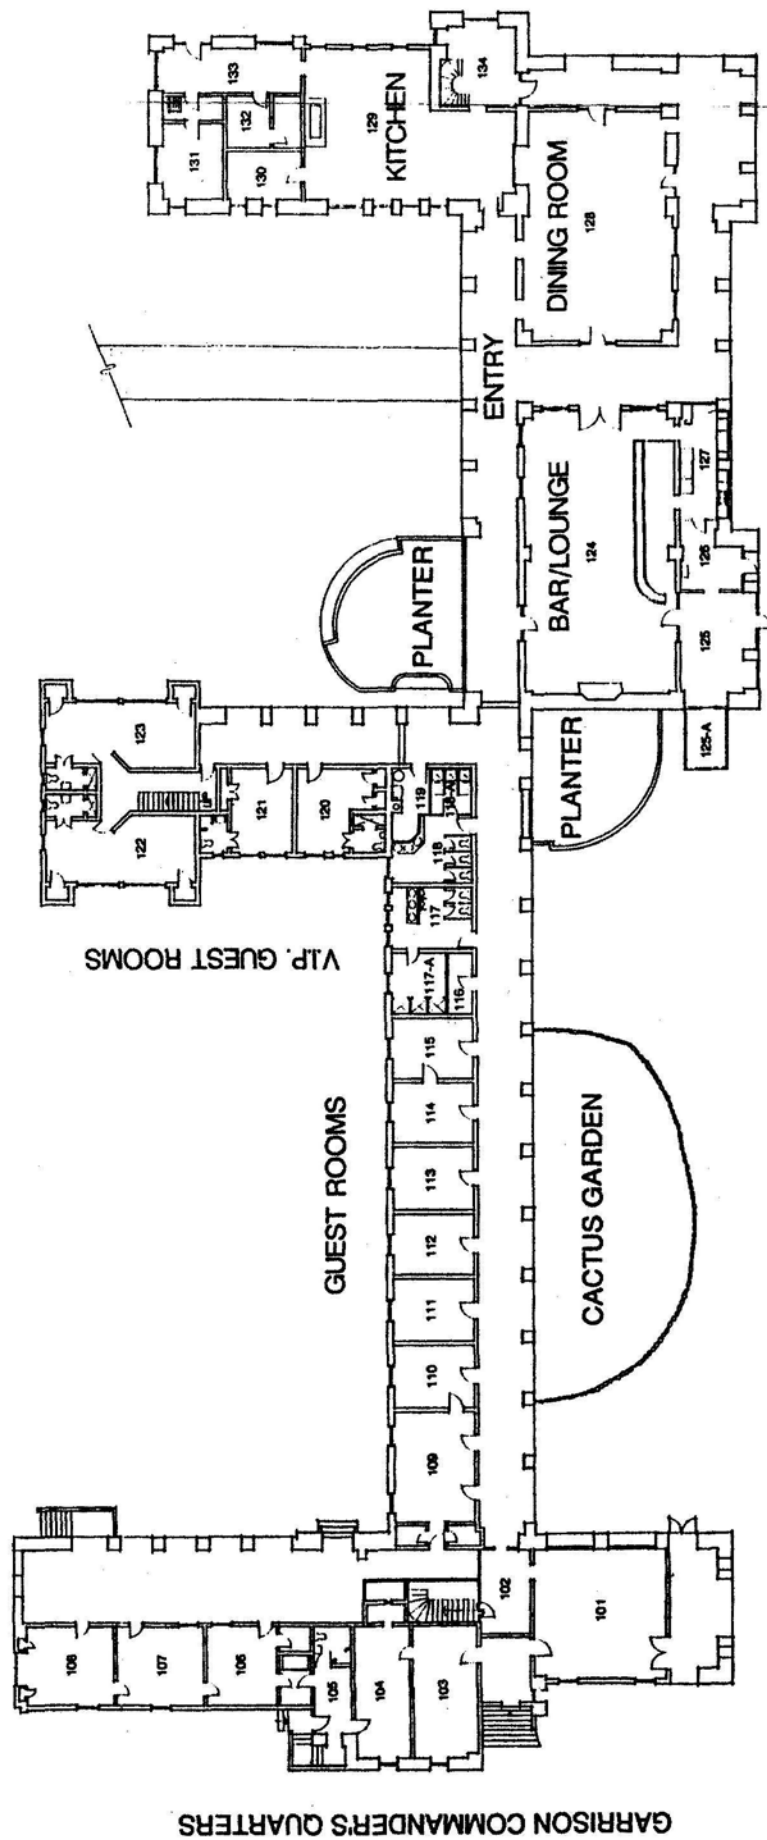 133
134
132
131
130
129
KITCHEN
DINING ROOM
128
ENTRY
BAR/LOUNGE
124
127
126
125
125-A
PLANTER
PLANTER
123
122
121
120
119
118-A
118
117
117-A
116
V.I.P. GUEST ROOMS
115
114
113
112
111
110
109
GUEST ROOMS
CACTUS GARDEN
102
101
108
107
106
105
104
103
GARRISON COMMANDER'S QUARTERS